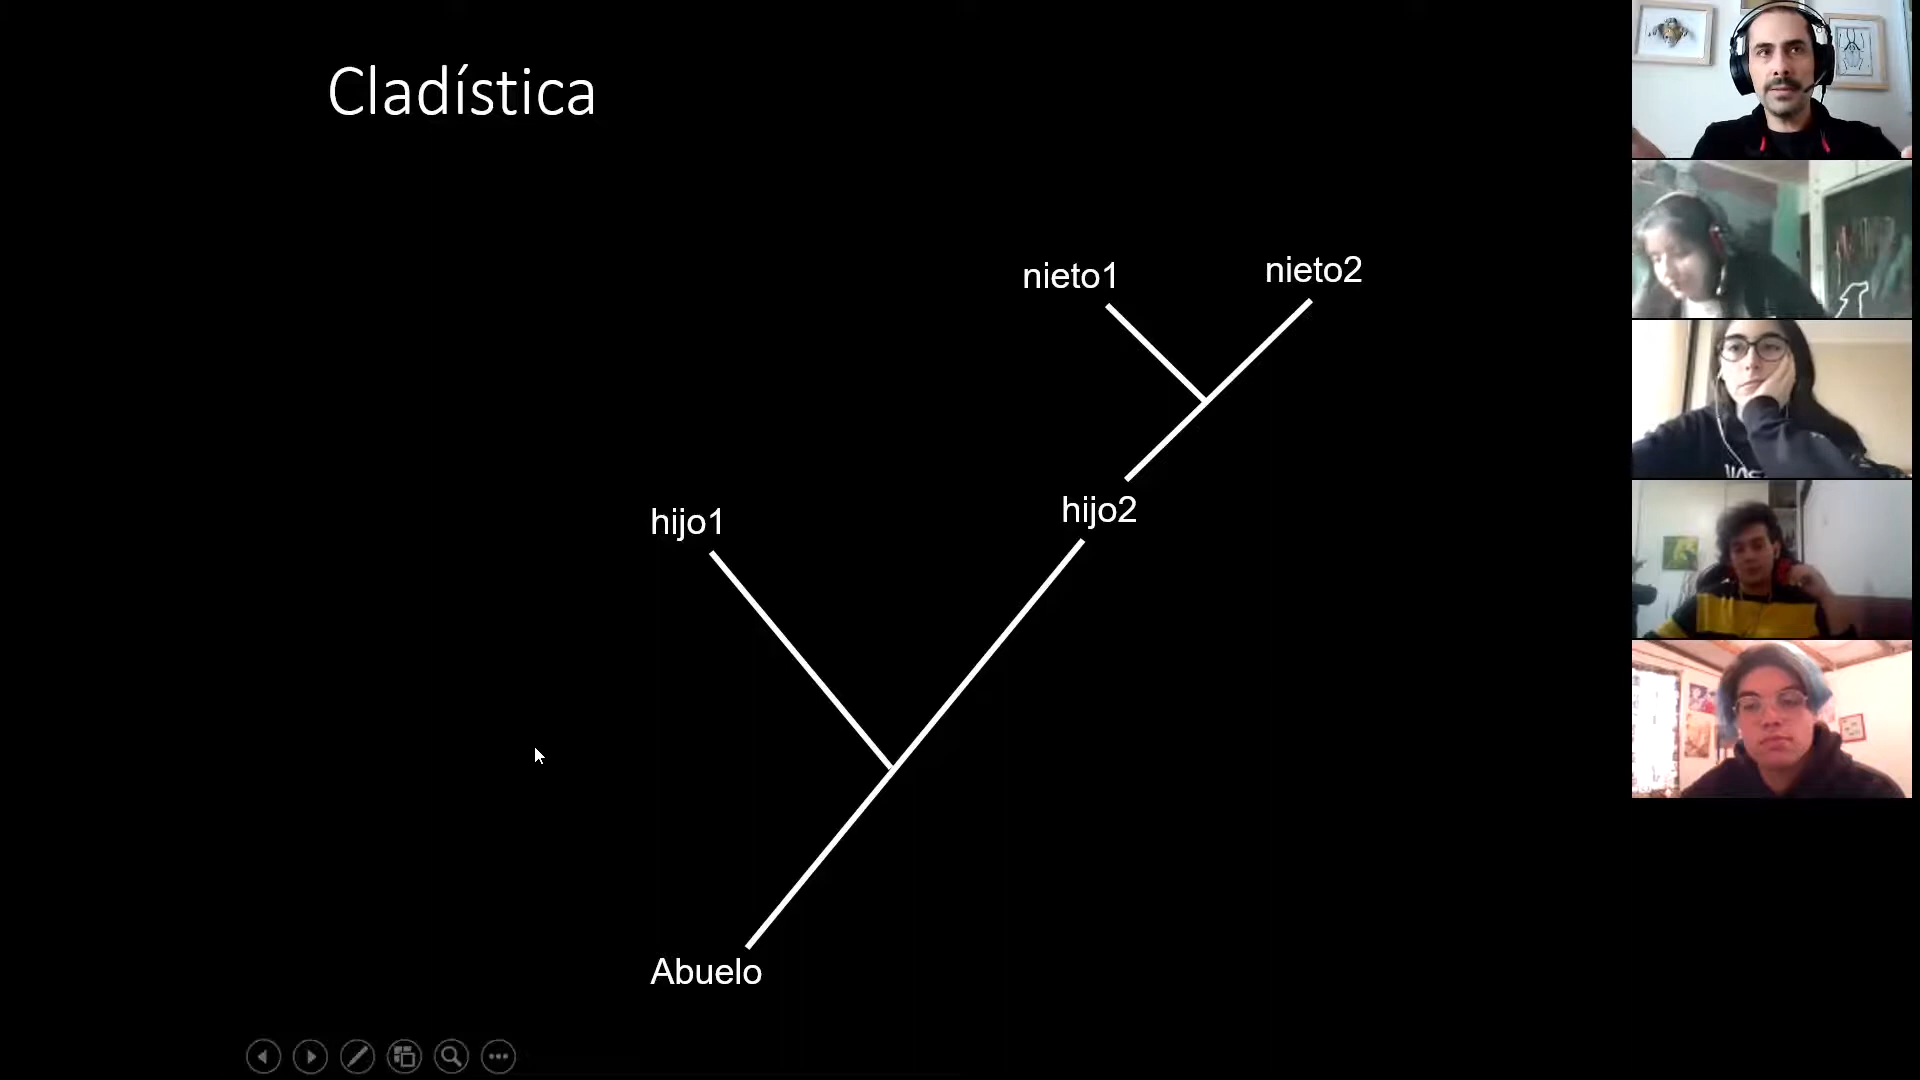 Cladística
nieto1
nieto2
hijo1
hijo2
Abuelo